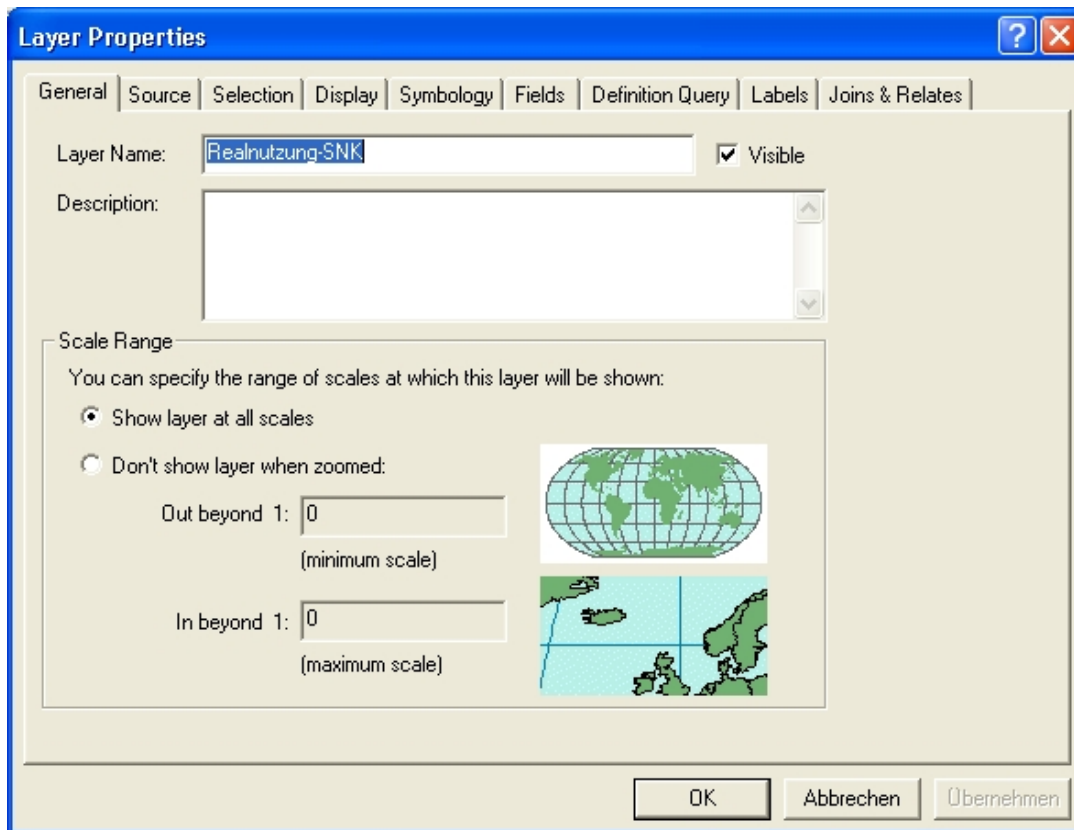 Layer Properties
General Source Selection Display Symbology Fields Definition Query Labels Joins & Relates
Layer Name: Realnutzung-SNK Visible
Description:
Scale Range
You can specify the range of scales at which this layer will be shown:
Show layer at all scales
Don't show layer when zoomed:
Out beyond 1: 0
(minimum scale)
In beyond 1: 0
(maximum scale)
OK Abbrechen Übernehmen